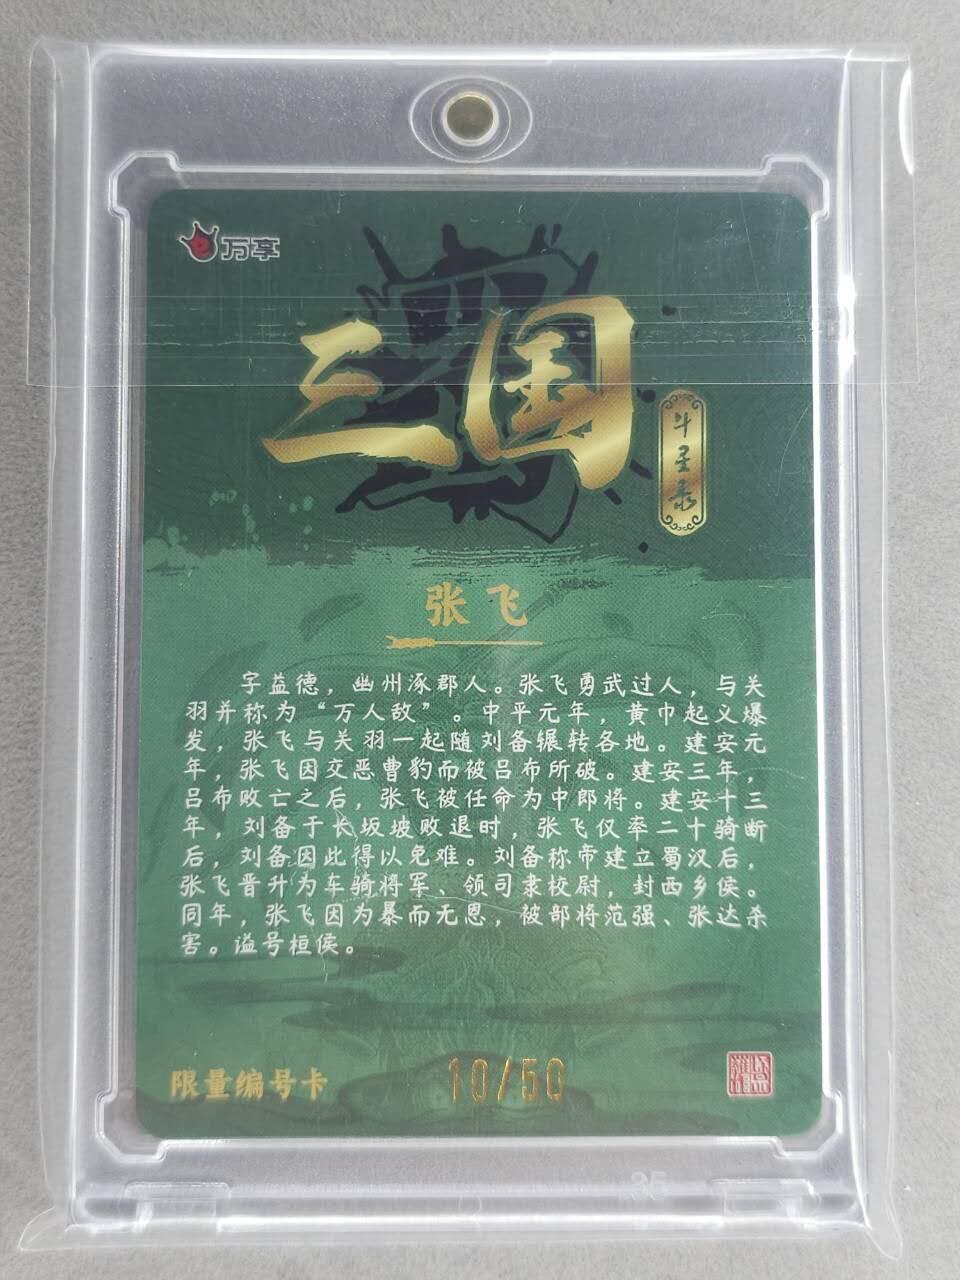 万享
三国
斗星录
张飞
字益德，幽州涿郡人。张飞勇武过人，与关
羽并称为“万人敌”。中平元年，黄巾起义爆
发，张飞与关羽一起随刘备辗转各地。建安元
年，张飞因交恶曹豹而被吕布所破。建安三年，
吕布败亡之后，张飞被任命为中郎将。建安十三
年，刘备于长坂坡败退时，张飞仅率二十骑断
后，刘备因此得以免难。刘备称帝建立蜀汉后，
张飞晋升为车骑将军、领司隶校尉，封西乡侯。
同年，张飞因为暴而无恩，被部将范强、张达杀
害。谥号桓侯。
限量编号卡
10/50
35